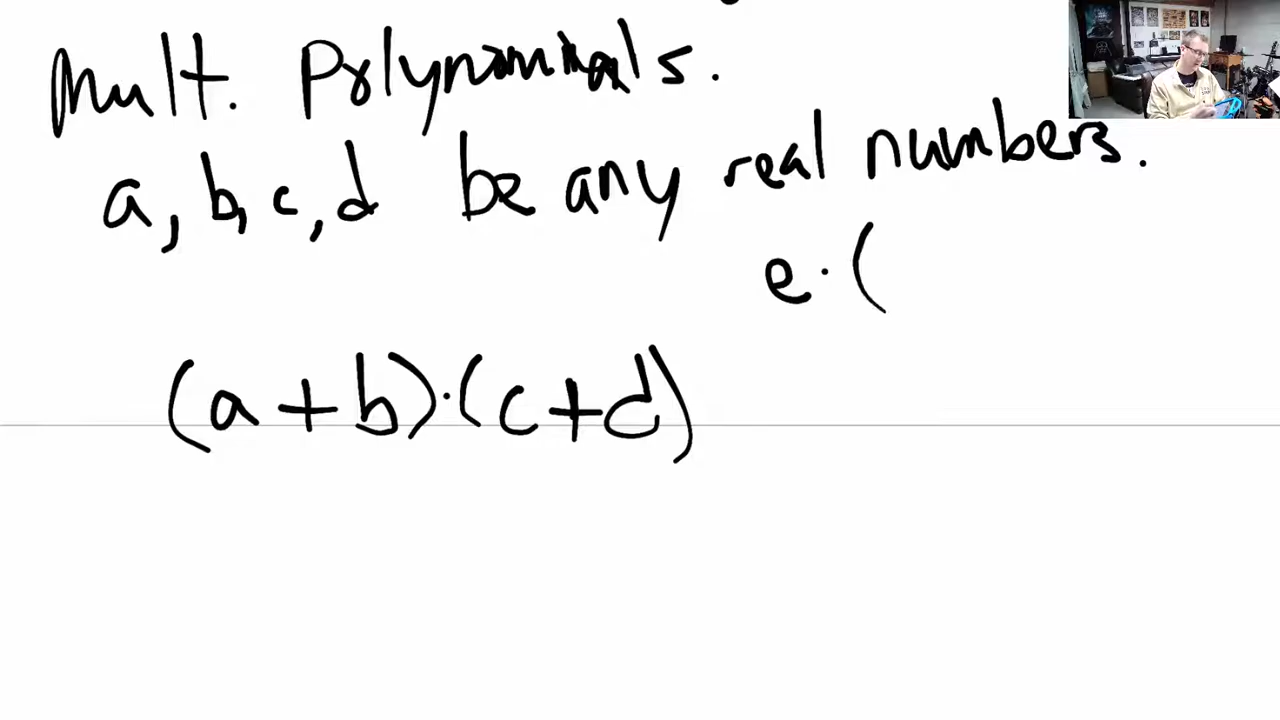 Mult. Polynomials.
a, b, c, d be any real numbers.
e · (
(a + b) · (c + d)